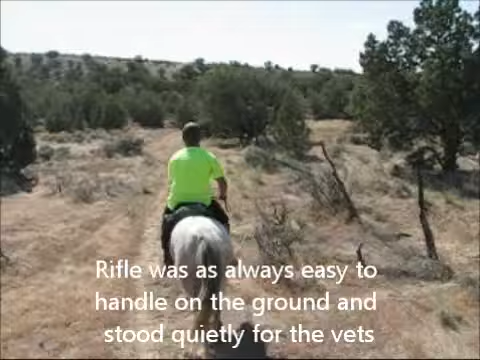 Rifle was as always easy to
handle on the ground and
stood quietly for the vets